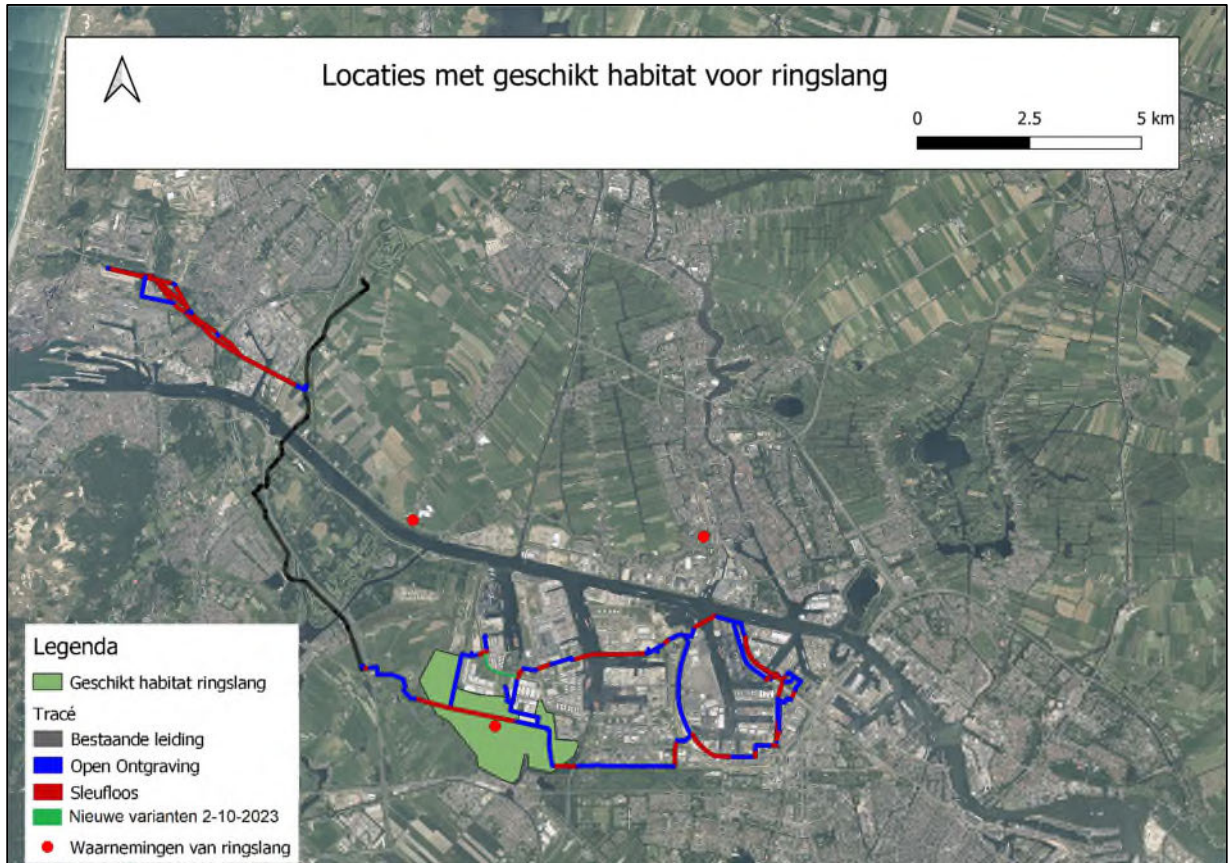 Locaties met geschikt habitat voor ringslang
0 2.5 5 km
Legenda
Geschikt habitat ringslang
Tracé
Bestaande leiding
Open Ontgraving
Sleufloos
Nieuwe varianten 2-10-2023
Waarnemingen van ringslang